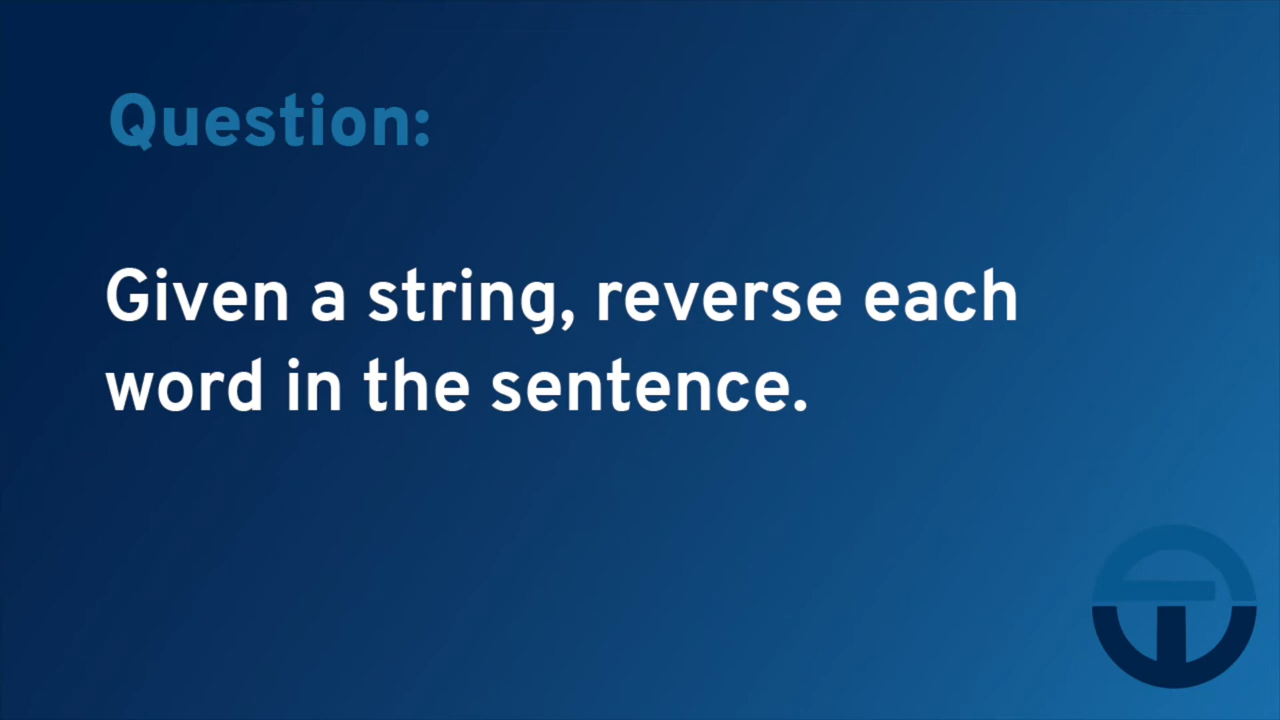 Question:
Given a string, reverse each
word in the sentence.